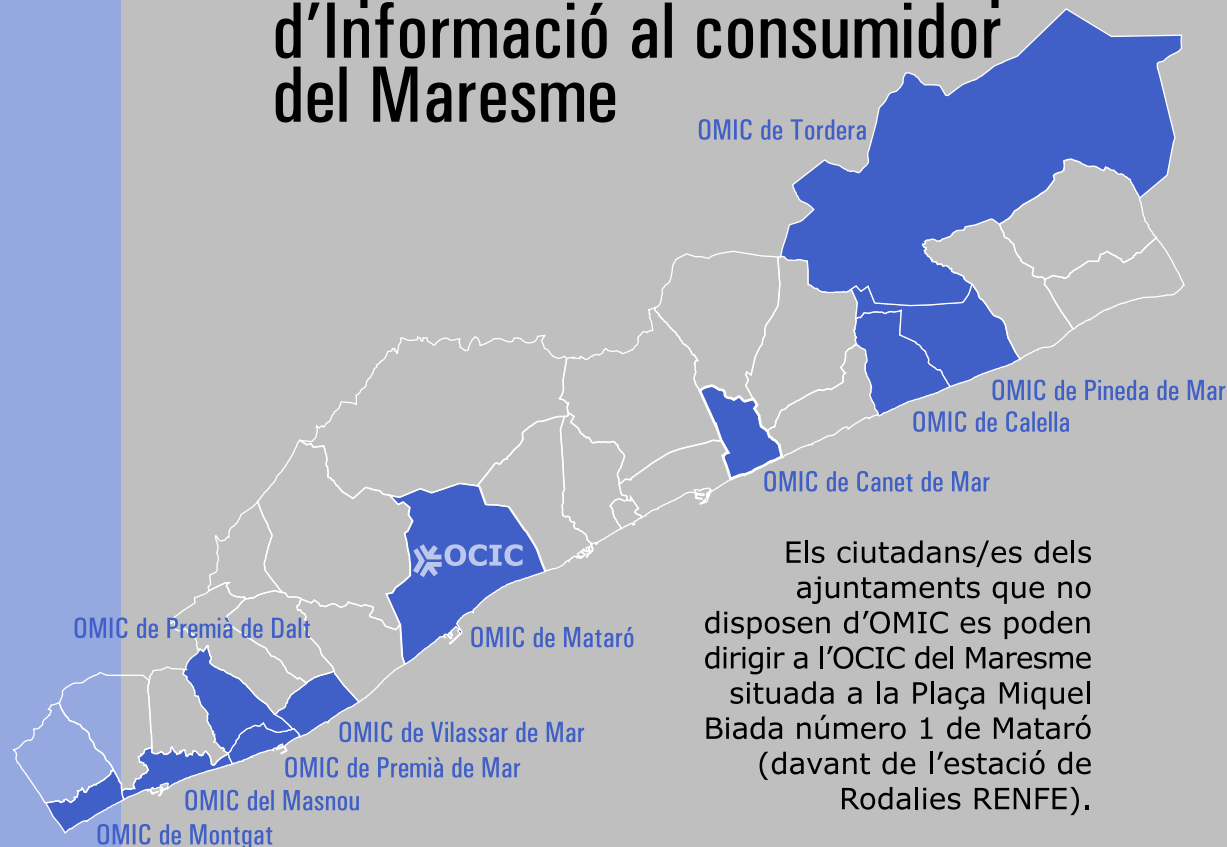 d'Informació al consumidor
del Maresme
OMIC de Tordera
OMIC de Pineda de Mar
OMIC de Calella
OMIC de Canet de Mar
OCIC
OMIC de Premià de Dalt
OMIC de Mataró
OMIC de Vilassar de Mar
OMIC de Premià de Mar
OMIC del Masnou
OMIC de Montgat
Els ciutadans/es dels
ajuntaments que no
disposen d'OMIC es poden
dirigir a l'OCIC del Maresme
situada a la Plaça Miquel
Biada número 1 de Mataró
(davant de l'estació de
Rodalies RENFE).